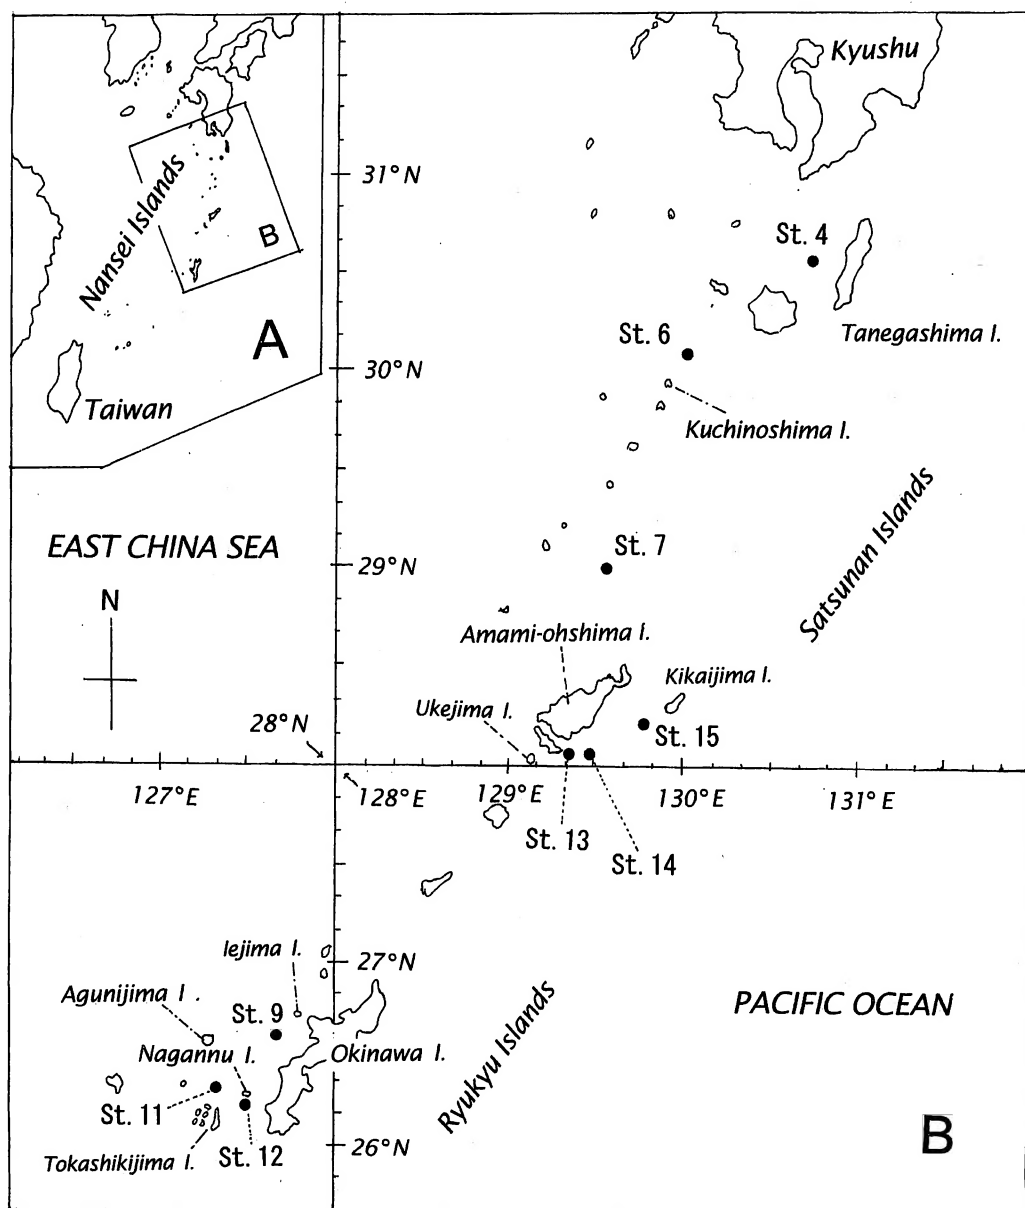 Kyushu
31°N
Nansei Islands
B
St. 4
A
St. 6
Tanegashima I.
30°N
Taiwan
Kuchinoshima I.
EAST CHINA SEA
St. 7
29°N
Satsunan Islands
N
Amami-ohshima I.
Kikaijima I.
Ukejima I.
28°N
St. 15
127°E
128°E
129°E
130°E
131°E
St. 13
St. 14
Iejima I.
27°N
Agunijima I .
St. 9
PACIFIC OCEAN
Nagannu I.
Okinawa I.
Ryukyu Islands
St. 11
St. 12
26°N
Tokashikijima I.
B